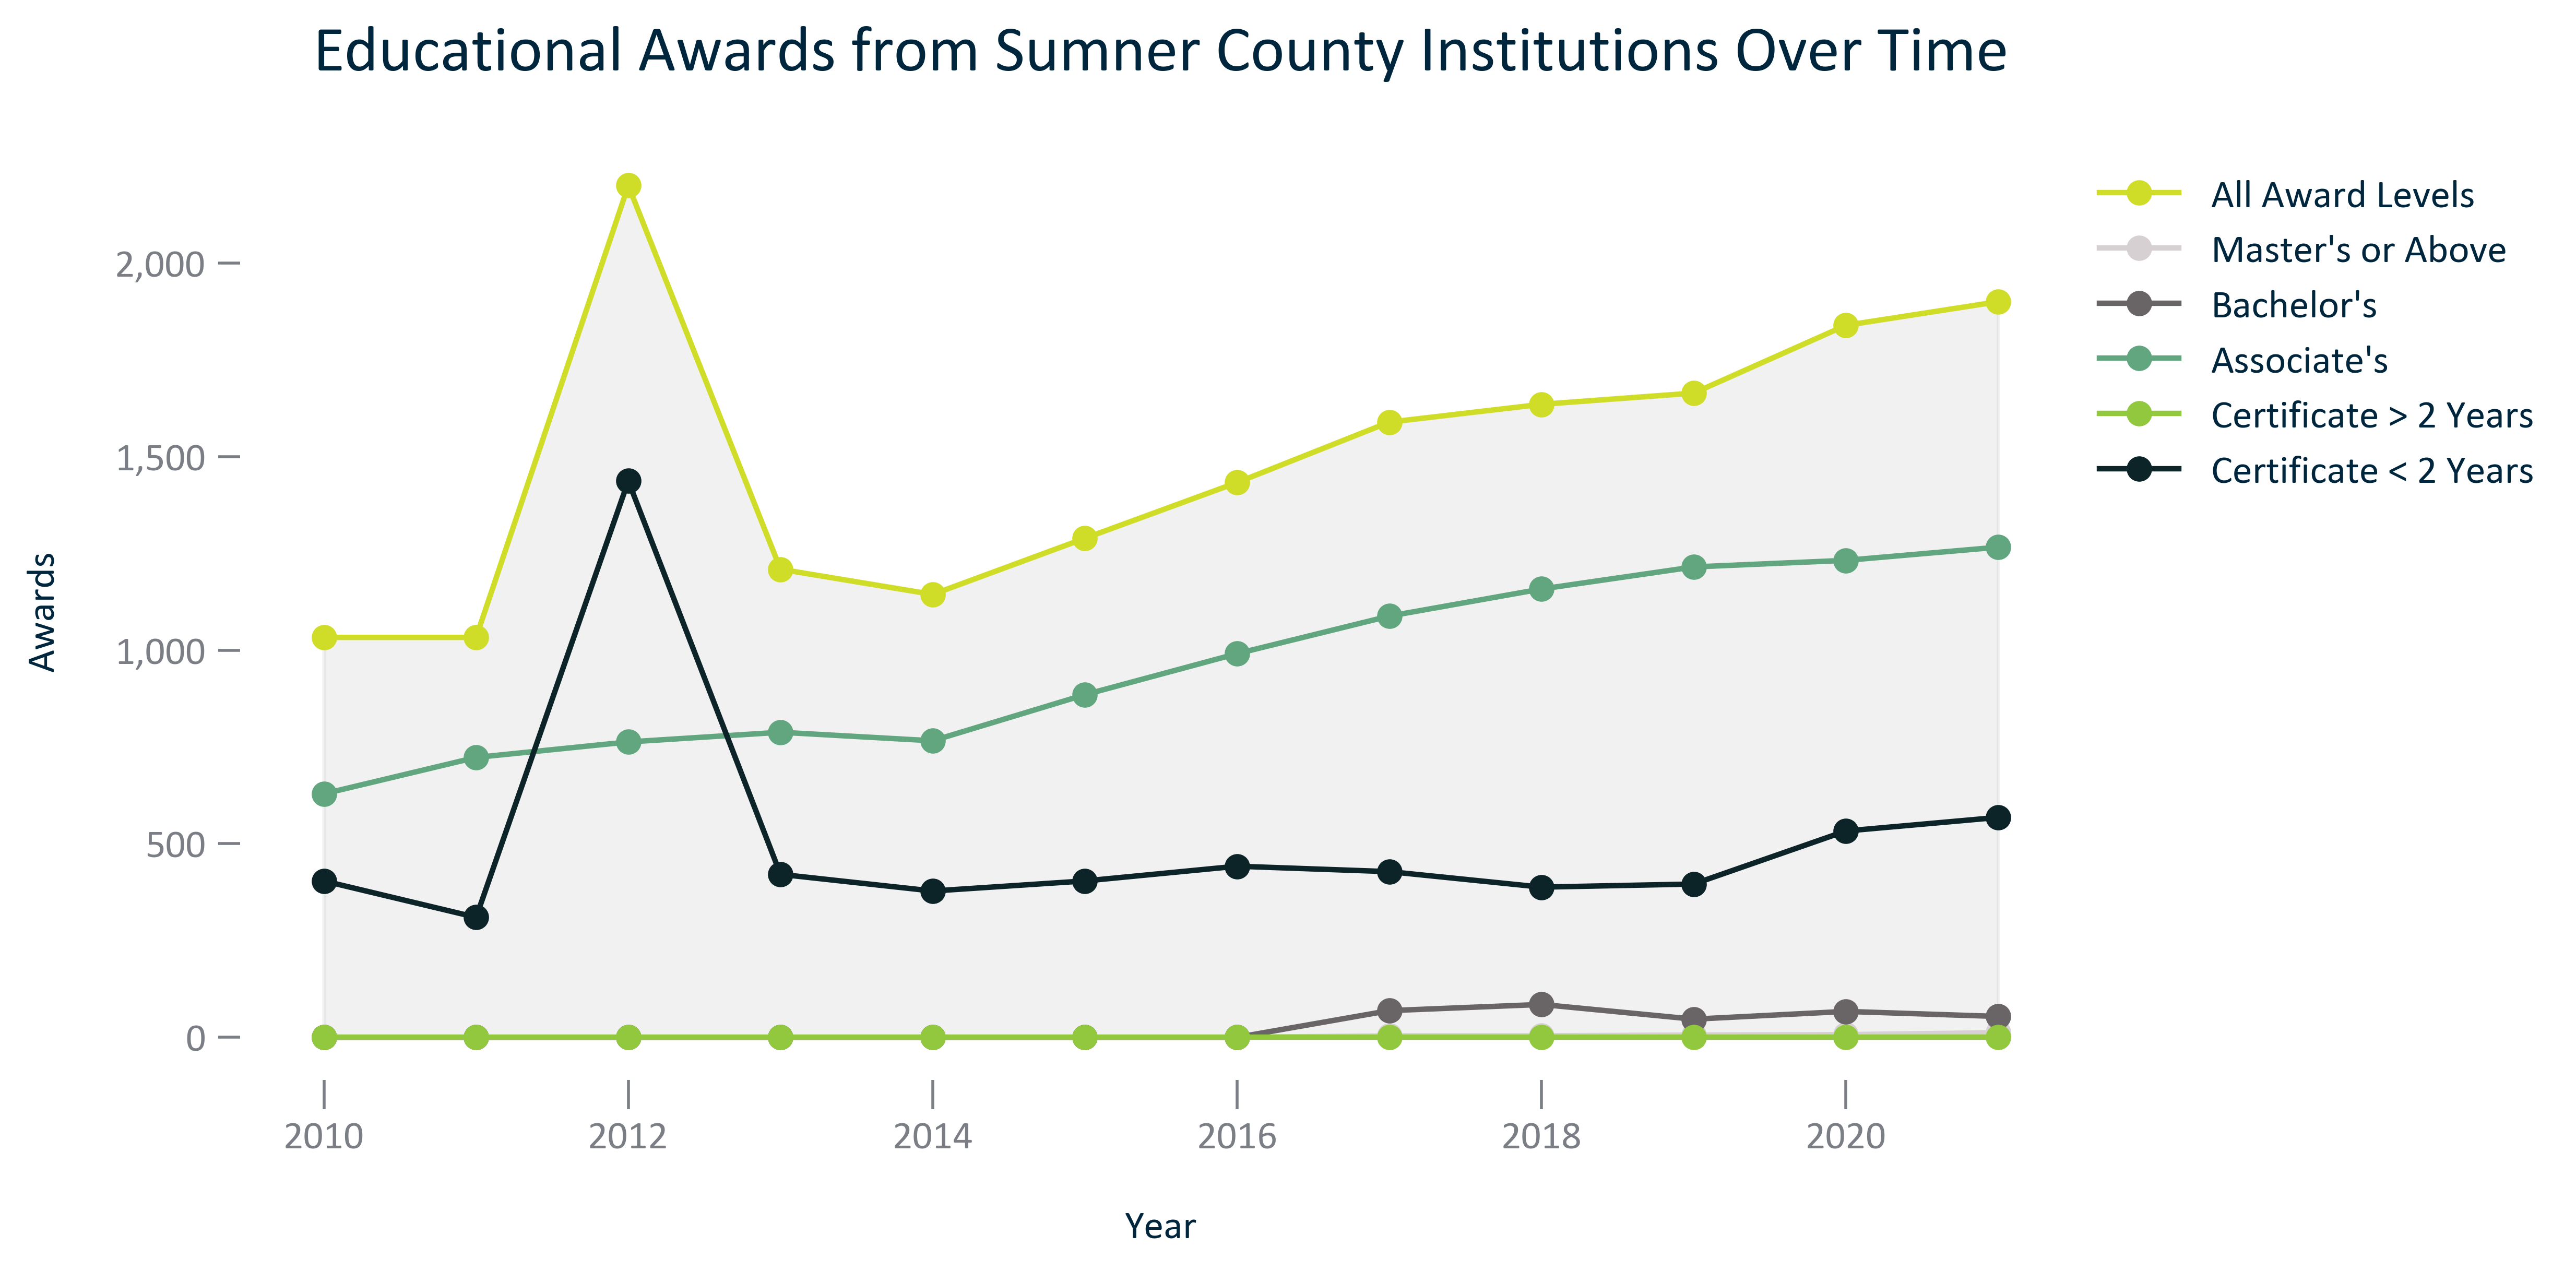 Educational Awards from Sumner County Institutions Over Time
All Award Levels
Master's or Above
Bachelor's
Associate's
Certificate > 2 Years
Certificate < 2 Years
Awards
2,000
1,500
1,000
500
0
2010 2012 2014 2016 2018 2020
Year